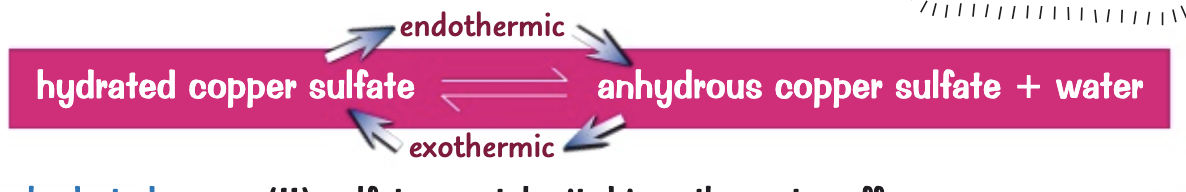 endothermic
hydrated copper sulfate ⇌ anhydrous copper sulfate + water
exothermic